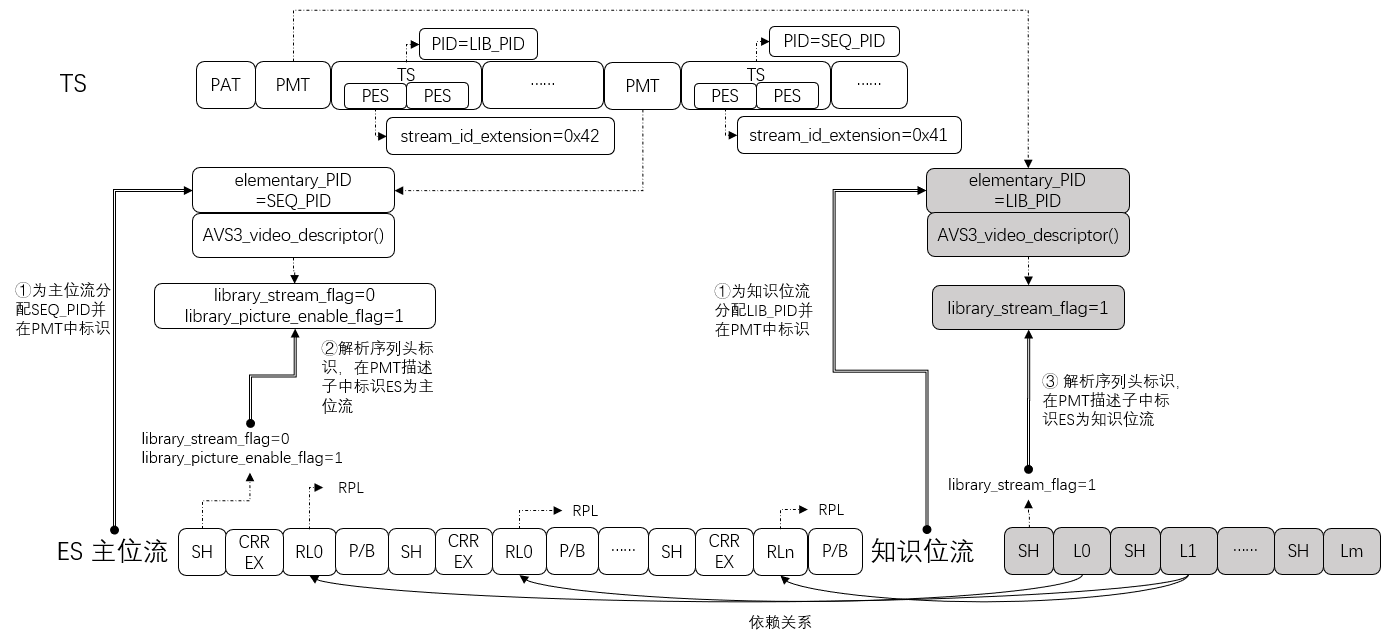 PID=LIB_PID
PID=SEQ_PID
TS
PAT
PMT
TS
PES
PES
······
PMT
TS
PES
PES
······
stream_id_extension=0x42
stream_id_extension=0x41
elementary_PID
=SEQ_PID
AVS3_video_descriptor()
elementary_PID
=LIB_PID
AVS3_video_descriptor()
①为主位流分
配SEQ_PID并
在PMT中标识
library_stream_flag=0
library_picture_enable_flag=1
①为知识位流
分配LIB_PID并
在PMT中标识
library_stream_flag=1
②解析序列头标
识，在PMT描述
子中标识ES为主
位流
③ 解析序列头标识，
在PMT描述子中标
识ES为知识位流
library_stream_flag=0
library_picture_enable_flag=1
library_stream_flag=1
RPL
RPL
RPL
ES 主位流
SH
CRR
EX
RL0
P/B
SH
CRR
EX
RL0
P/B
······
SH
CRR
EX
RLn
P/B
知识位流
SH
L0
SH
L1
······
SH
Lm
依赖关系